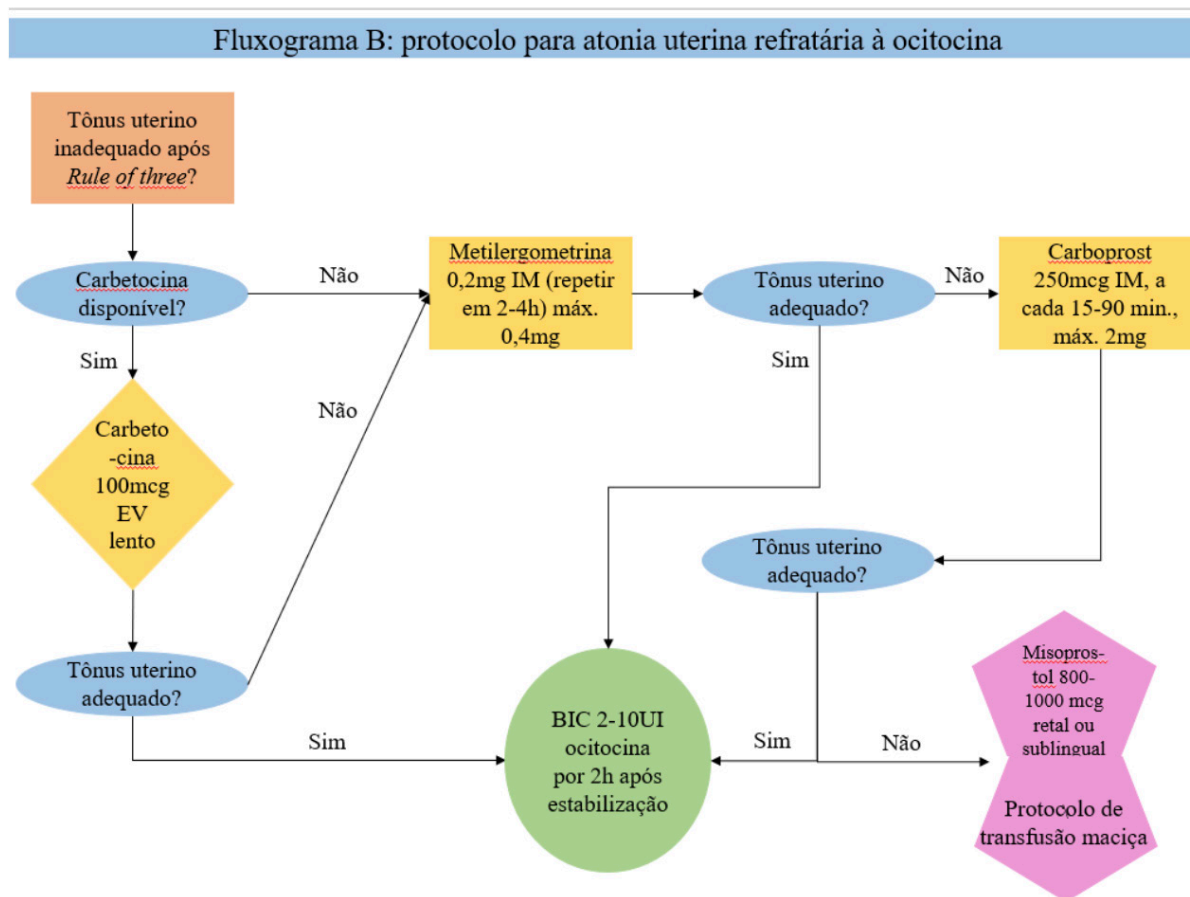 Fluxograma B: protocolo para atonia uterina refratária à ocitocina
Tônus uterino
inadequado após
Rule of three?
Carbetocina
disponível?
Não
Metilergometrina
0,2mg IM (repetir
em 2-4h) máx.
0,4mg
Tônus uterino
adequado?
Não
Carboprost
250mcg IM, a
cada 15-90 min.,
máx. 2mg
Sim
Sim
Carbeto
-cina
100mcg
EV
lento
Não
Tônus uterino
adequado?
Tônus uterino
adequado?
Sim
BIC 2-10UI
ocitocina
por 2h após
estabilização
Sim
Não
Misopros-
tol 800-
1000 mcg
retal ou
sublingual
Protocolo de
transfusão maciça